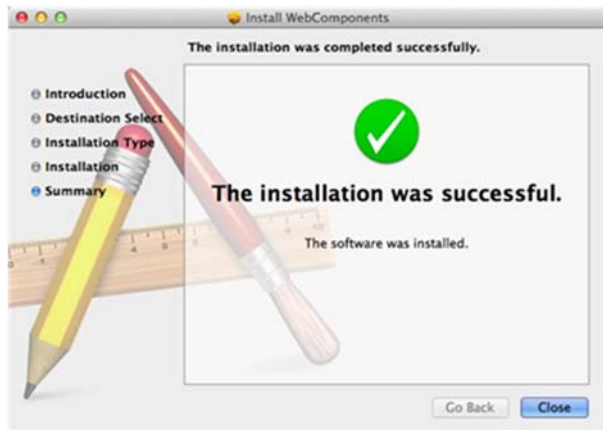 Install WebComponents
The installation was completed successfully.
Introduction
Destination Select
Installation Type
Installation
Summary
The installation was successful.
The software was installed.
Go Back
Close